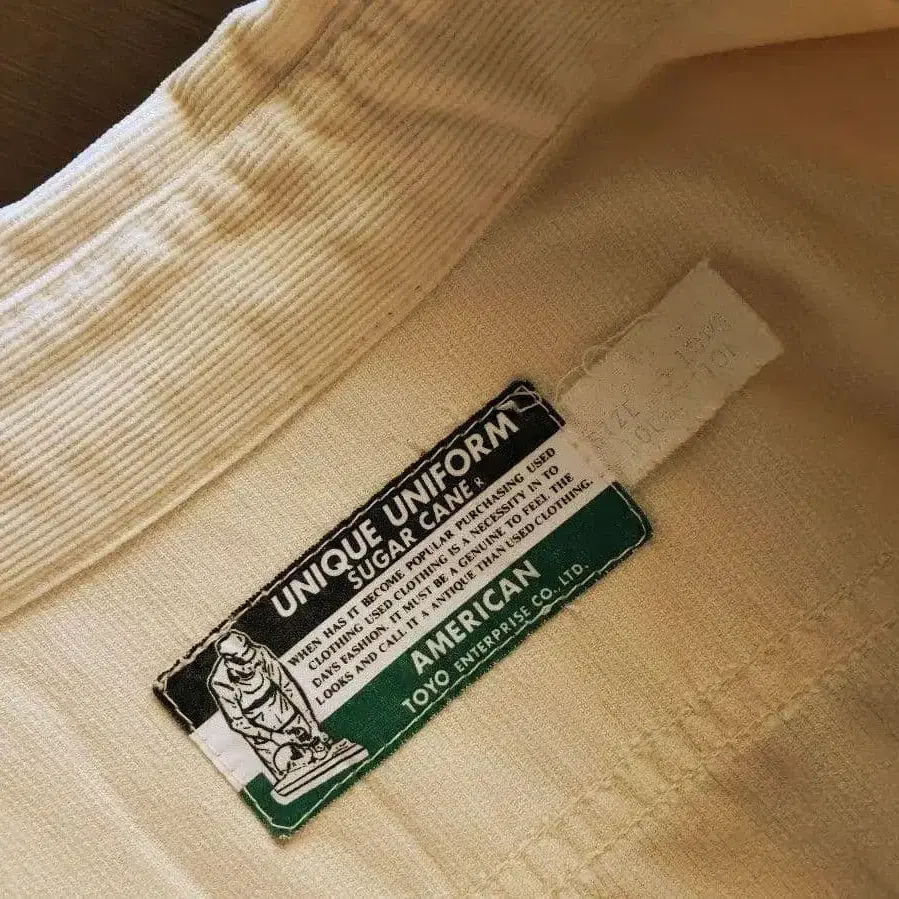 UNIQUE UNIFORM
SUGAR CANE R
WHEN HAS IT BECOME POPULAR PURCHASING USED
CLOTHING USED CLOTHING IS A NECESSITY IN TO
DAYS FASHION. IT MUST BE A GENUINE TO FEEL THE
LOOKS AND CALL IT A ANTIQUE THAN USED CLOTHING.
AMERICAN
TOYO ENTERPRISE CO., LTD.
SIZE